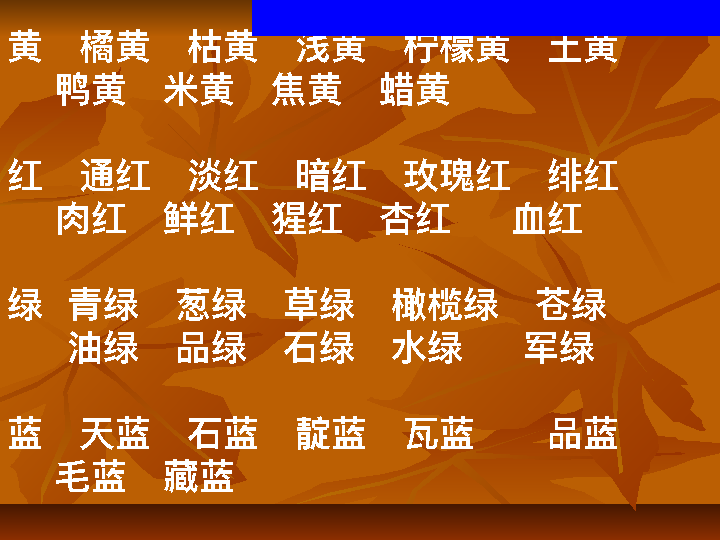 黄 橘黄 枯黄 浅黄 柠檬黄 土黄
鸭黄 米黄 焦黄 蜡黄
红 通红 淡红 暗红 玫瑰红 绯红
肉红 鲜红 猩红 杏红 血红
绿 青绿 葱绿 草绿 橄榄绿 苍绿
油绿 品绿 石绿 水绿 军绿
蓝 天蓝 石蓝 靛蓝 瓦蓝 品蓝
毛蓝 藏蓝